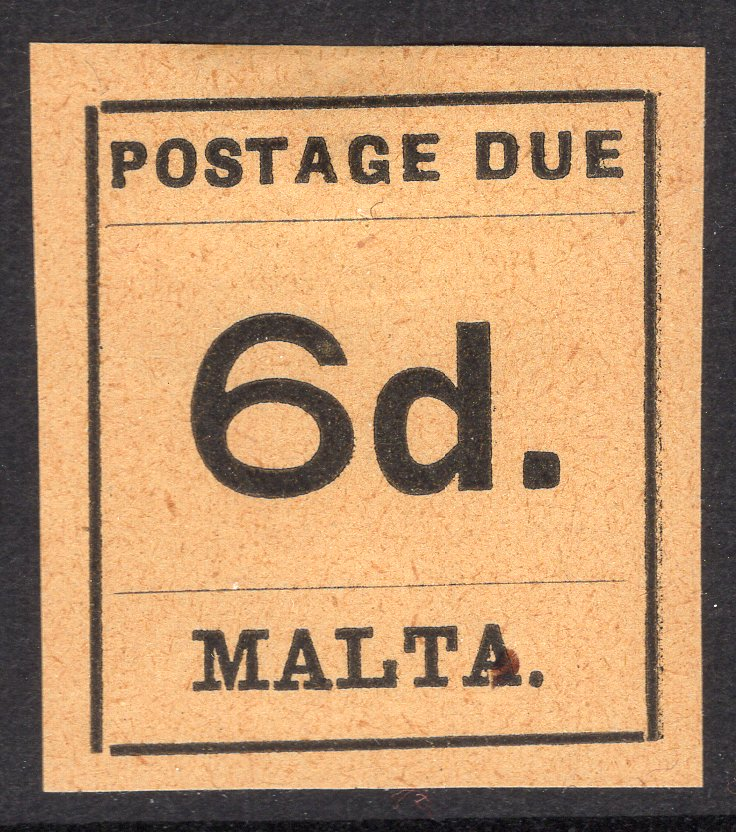 POSTAGE DUE
6d.
MALTA.